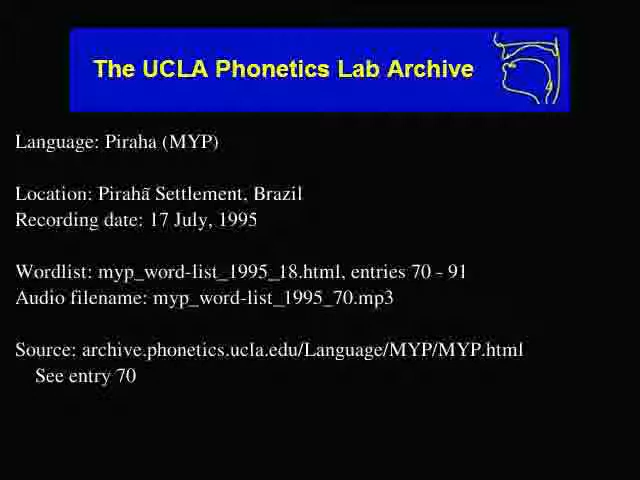 The UCLA Phonetics Lab Archive
Language: Piraha (MYP)
Location: Pirahã Settlement, Brazil
Recording date: 17 July, 1995
Wordlist: myp_word-list_1995_18.html, entries 70 - 91
Audio filename: myp_word-list_1995_70.mp3
Source: archive.phonetics.ucla.edu/Language/MYP/MYP.html
See entry 70